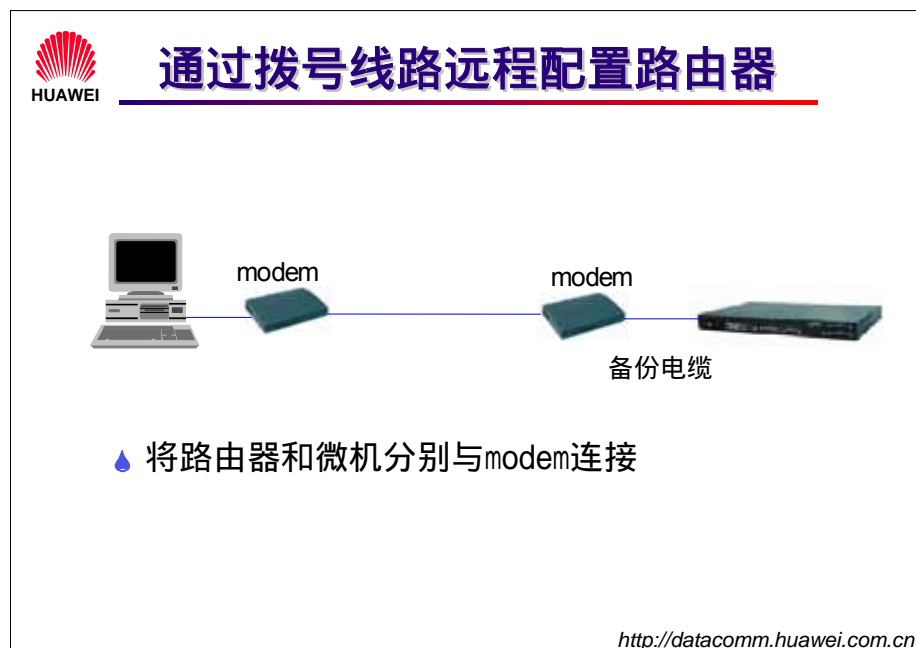 通过拨号线路远程配置路由器
HUAWEI
modem
modem
备份电缆
将路由器和微机分别与modem连接
http://datacomm.huawei.com.cn